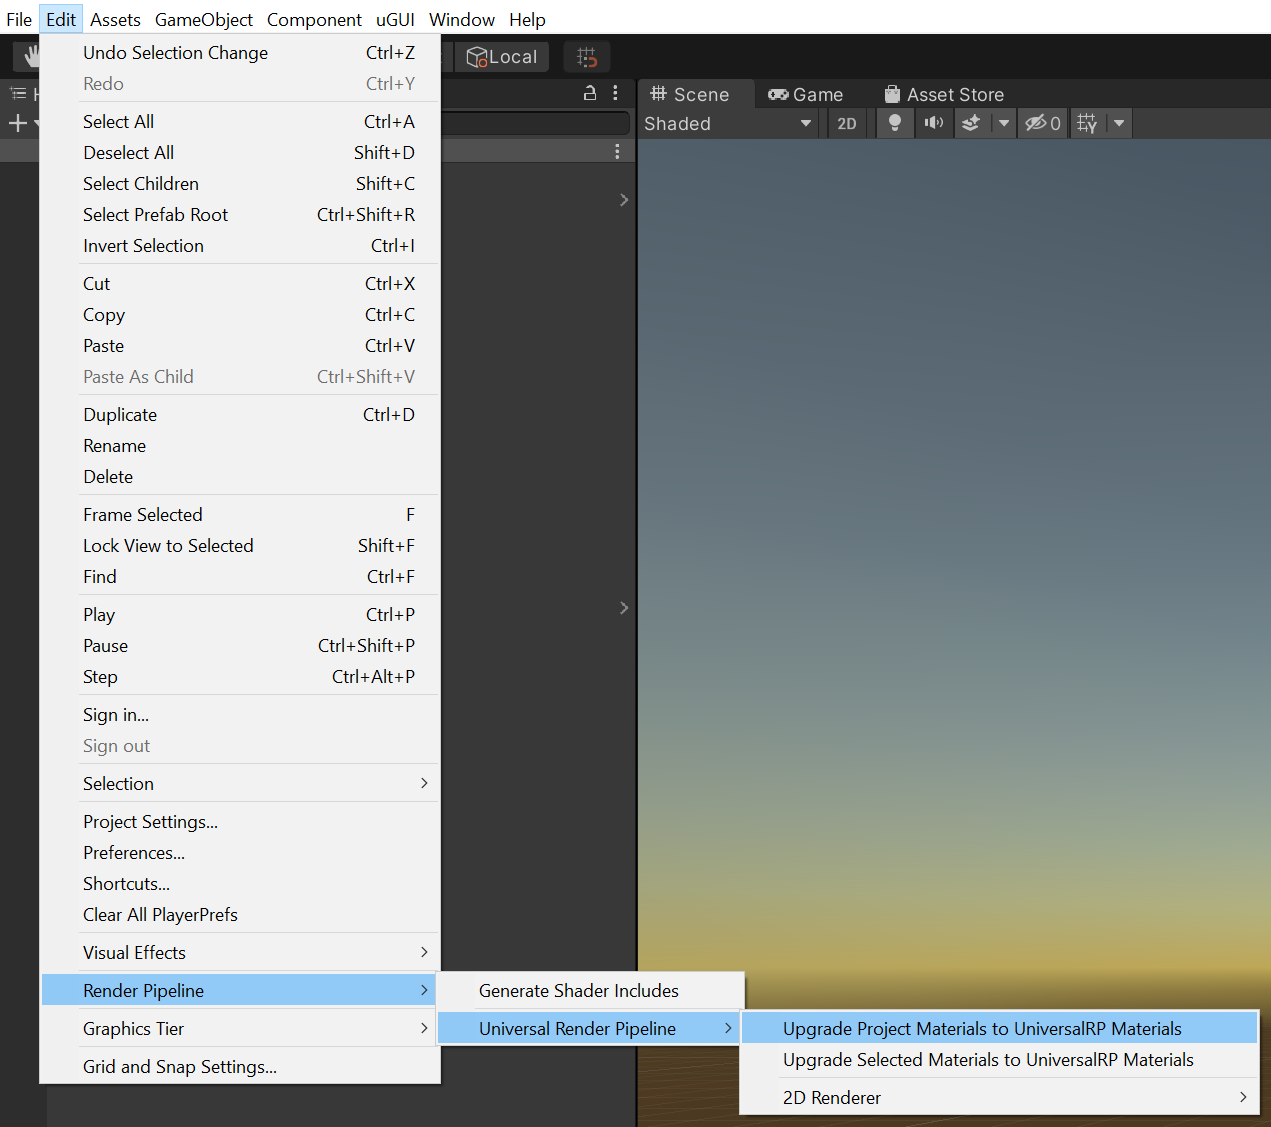 File Edit Assets GameObject Component uGUI Window Help
Undo Selection Change Ctrl+Z
Redo Ctrl+Y
Select All Ctrl+A
Deselect All Shift+D
Select Children Shift+C
Select Prefab Root Ctrl+Shift+R
Invert Selection Ctrl+I
Cut Ctrl+X
Copy Ctrl+C
Paste Ctrl+V
Paste As Child Ctrl+Shift+V
Duplicate Ctrl+D
Rename
Delete
Frame Selected F
Lock View to Selected Shift+F
Find Ctrl+F
Play Ctrl+P
Pause Ctrl+Shift+P
Step Ctrl+Alt+P
Sign in...
Sign out
Selection
Project Settings...
Preferences...
Shortcuts...
Clear All PlayerPrefs
Visual Effects
Render Pipeline
Graphics Tier
Grid and Snap Settings...
Generate Shader Includes
Universal Render Pipeline
Upgrade Project Materials to UniversalRP Materials
Upgrade Selected Materials to UniversalRP Materials
2D Renderer
Local
Scene Game Asset Store
Shaded 2D 0